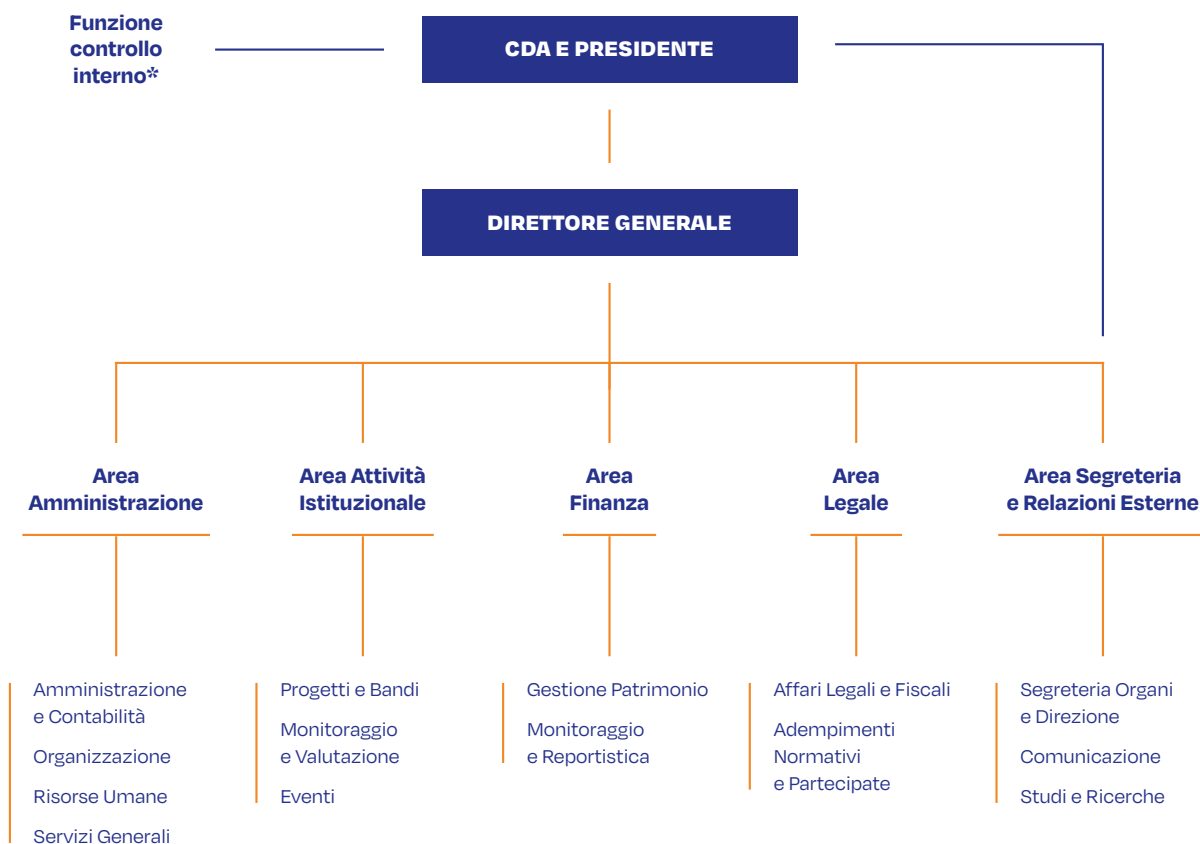 Funzione
controllo
interno*
CDA E PRESIDENTE
DIRETTORE GENERALE
Area
Amministrazione
Area Attività
Istituzionale
Area
Finanza
Area
Legale
Area Segreteria
e Relazioni Esterne
Amministrazione
e Contabilità
Organizzazione
Risorse Umane
Servizi Generali
Progetti e Bandi
Monitoraggio
e Valutazione
Eventi
Gestione Patrimonio
Monitoraggio
e Reportistica
Affari Legali e Fiscali
Adempimenti
Normativi
e Partecipate
Segreteria Organi
e Direzione
Comunicazione
Studi e Ricerche